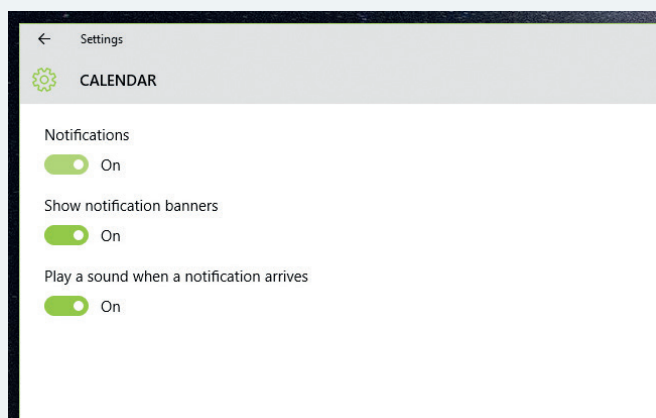 Settings
CALENDAR
Notifications
On
Show notification banners
On
Play a sound when a notification arrives
On